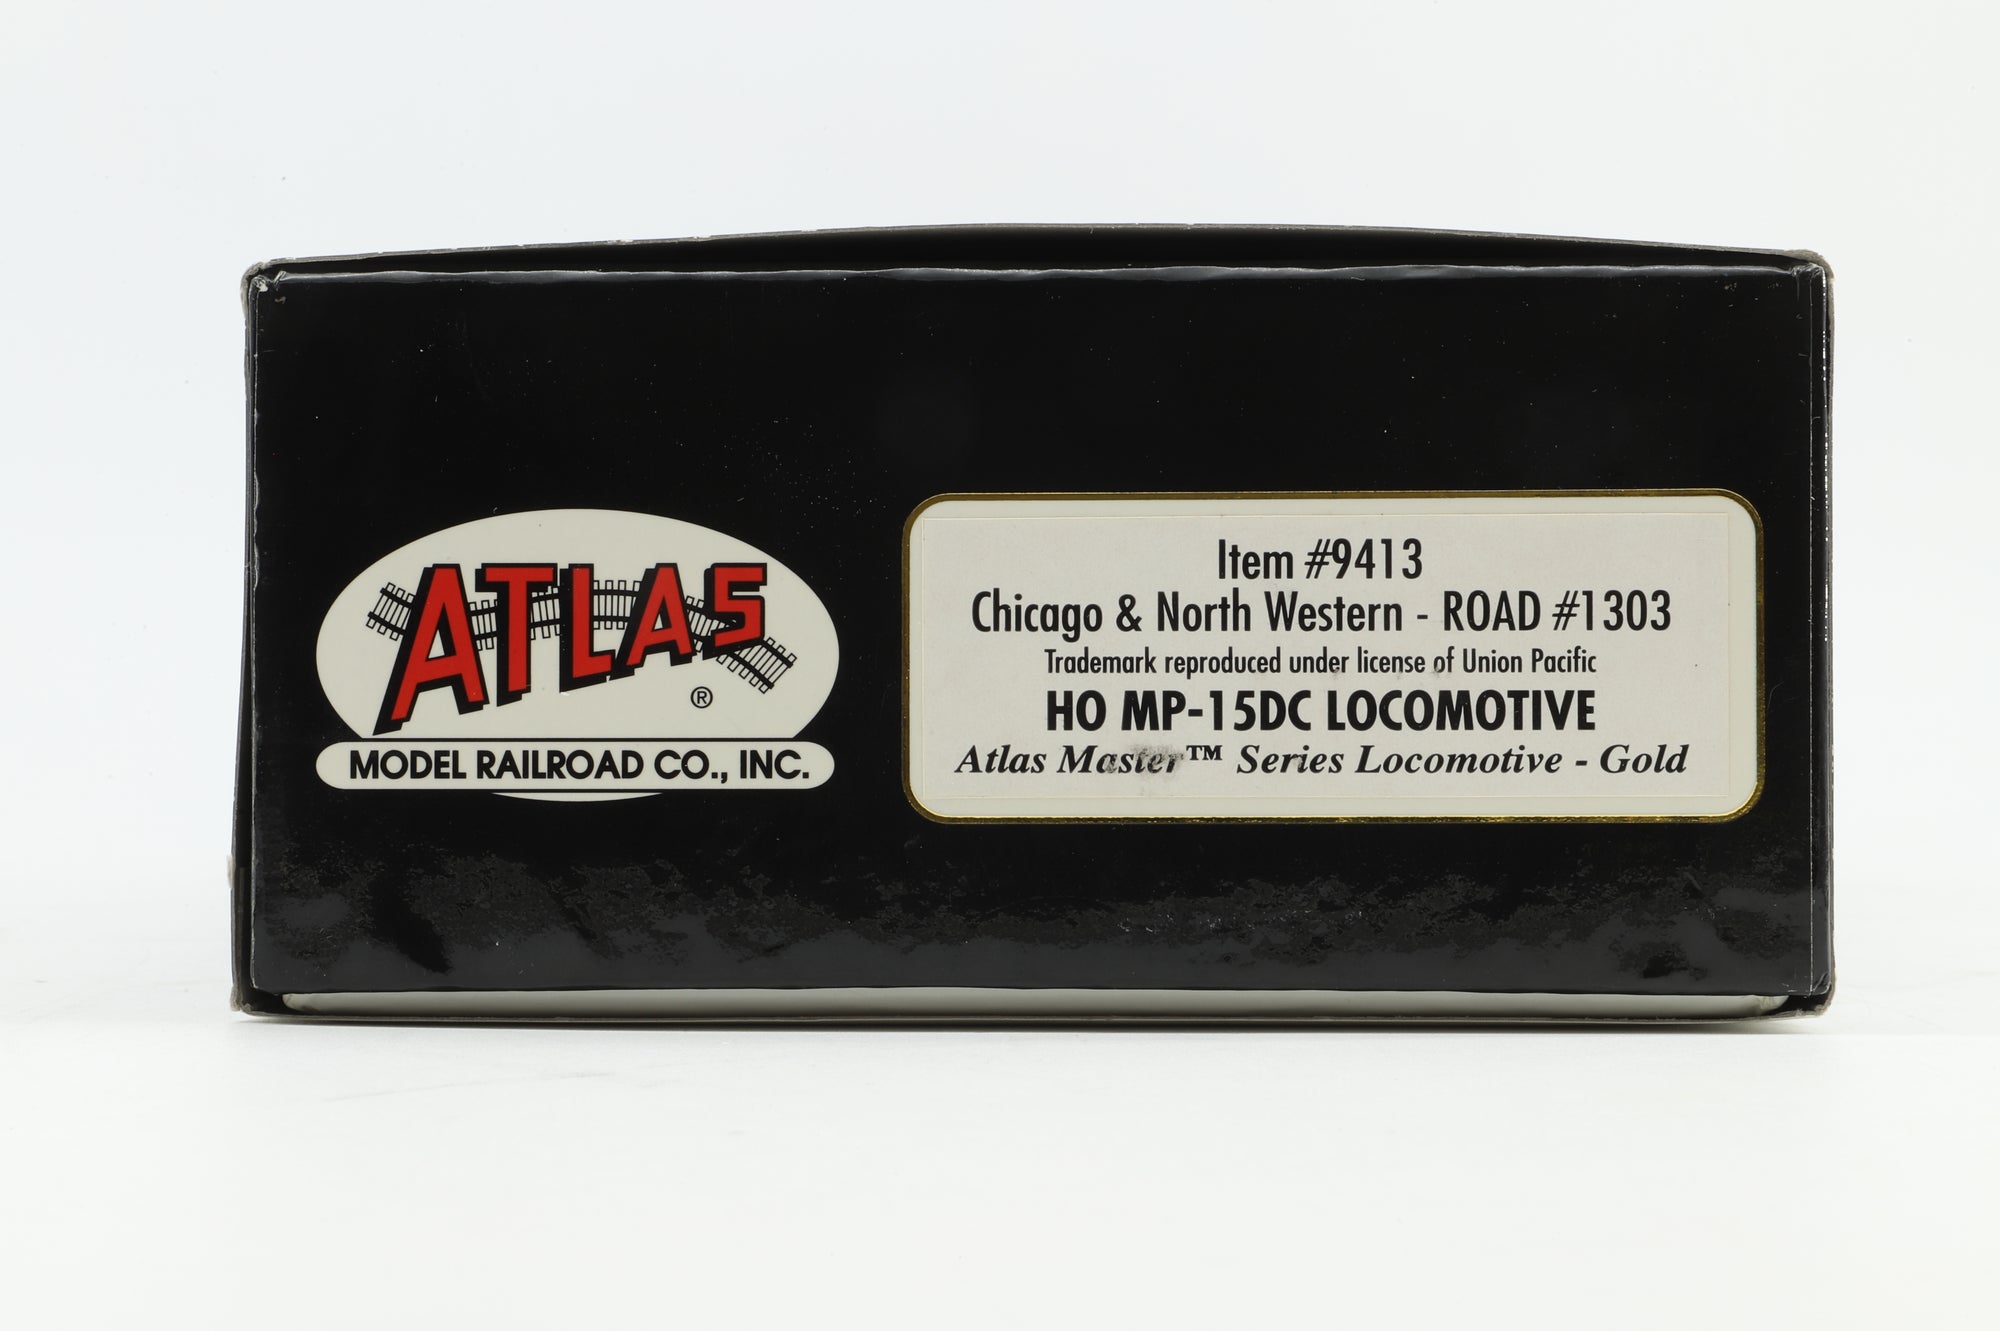 ATLAS
®
MODEL RAILROAD CO., INC.
Item #9413
Chicago & North Western - ROAD #1303
Trademark reproduced under license of Union Pacific
HO MP-15DC LOCOMOTIVE
Atlas Master™ Series Locomotive - Gold